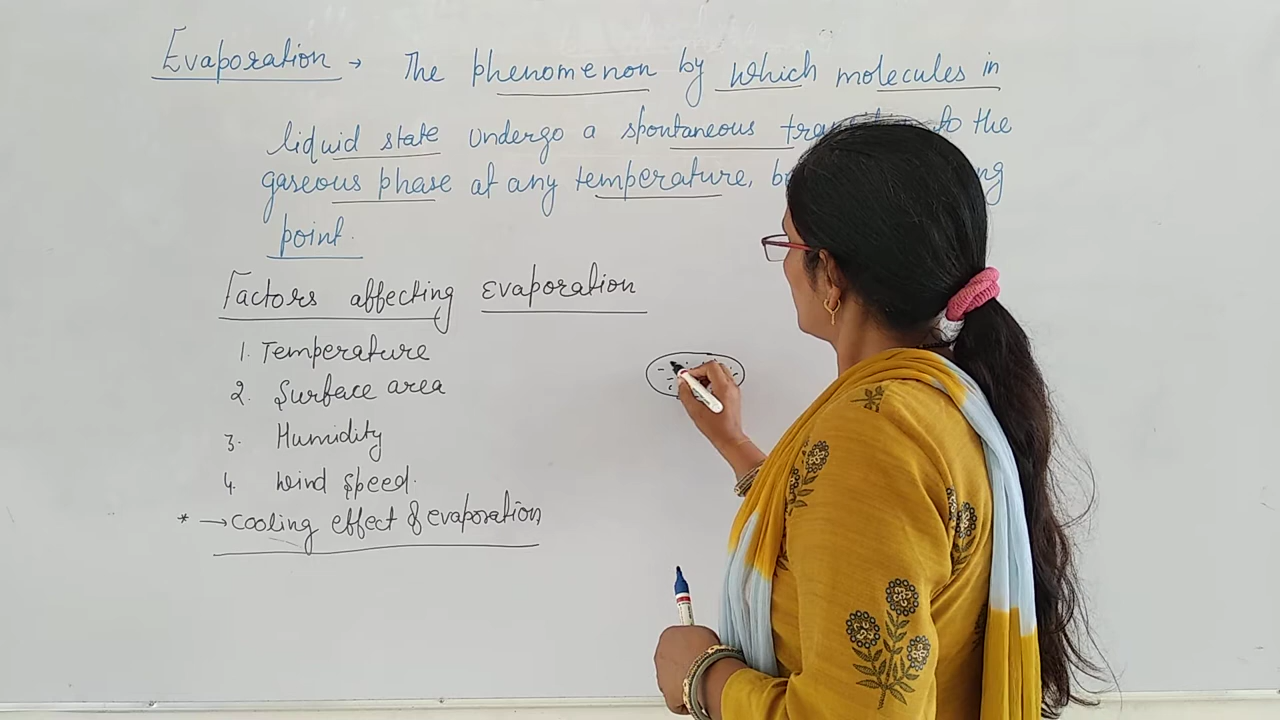 Evaporation → The phenomenon by which molecules in
liquid state undergo a spontaneous to the
gaseous phase at any temperature,
point.
Factors affecting evaporation
1. Temperature
2. Surface area
3. Humidity
4. Wind speed.
* → cooling effect of evaporation